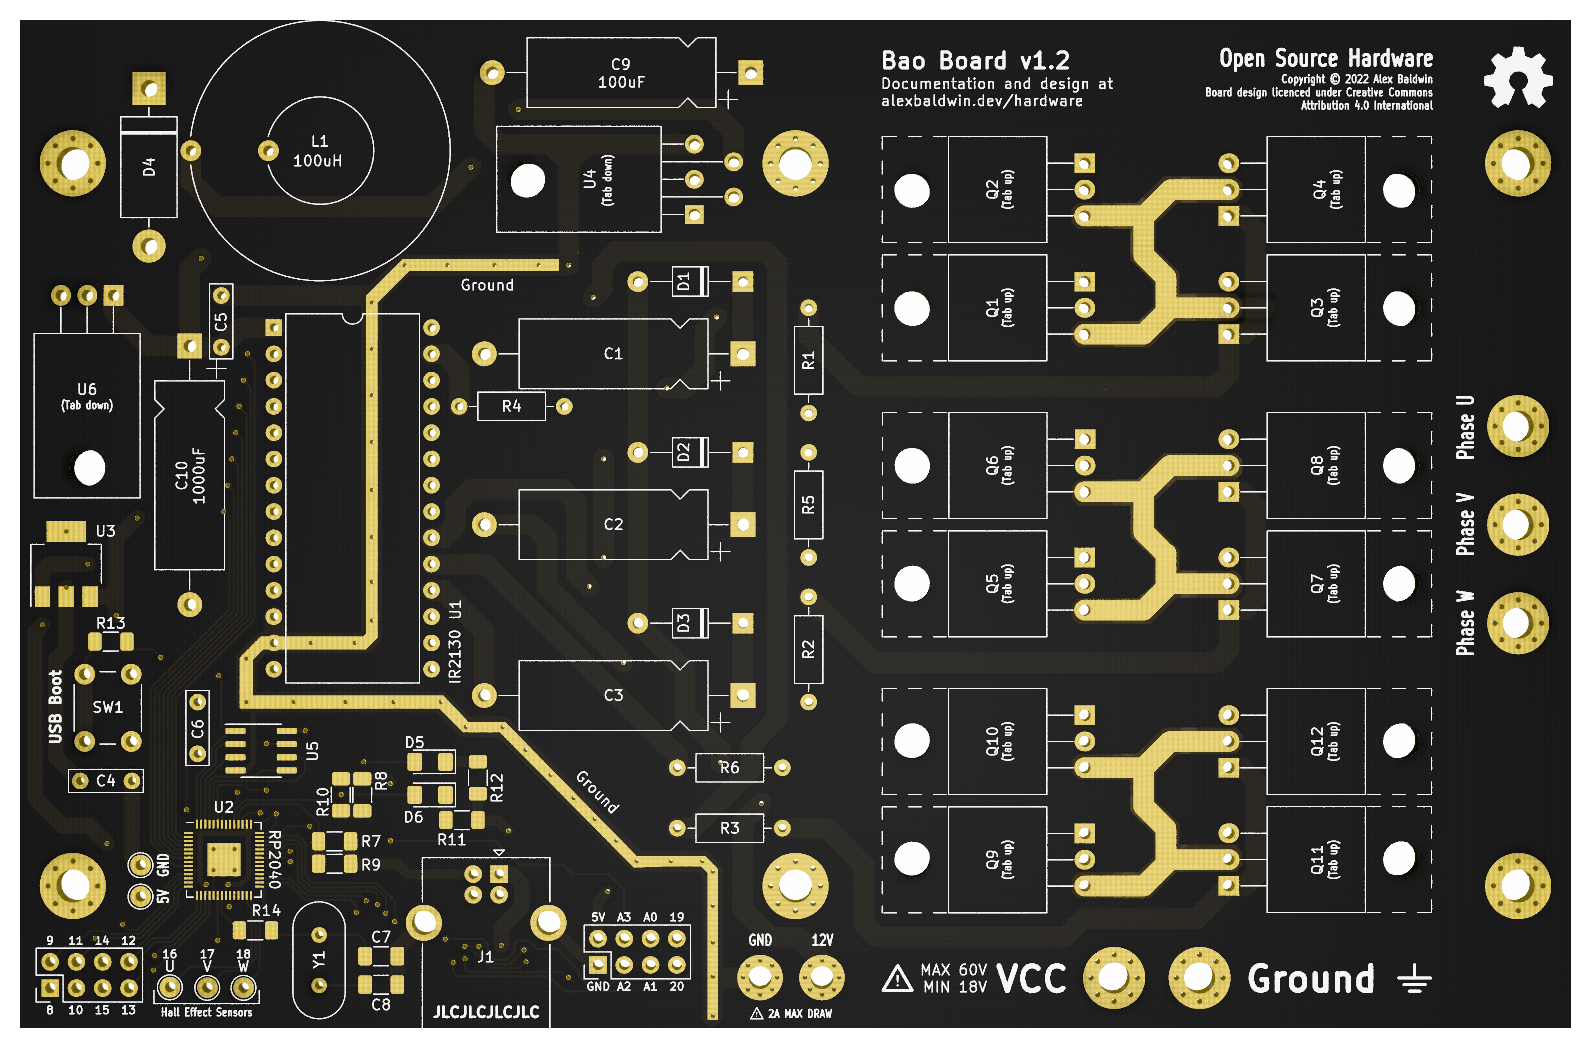 C9
100uF
Bao Board v1.2
Documentation and design at
alexbaldwin.dev/hardware
Open Source Hardware
Copyright © 2022 Alex Baldwin
Board design licenced under Creative Commons
Attribution 4.0 International
L1
100uH
D4
U4
(Tab down)
Q2
(Tab up)
Q4
(Tab up)
Ground
D1
C5
Q1
(Tab up)
Q3
(Tab up)
C1
+
R1
+
U6
(Tab down)
R4
Phase U
C10
1000uF
D2
Q6
(Tab up)
Q8
(Tab up)
C2
+
R5
Phase V
U3
Q5
(Tab up)
Q7
(Tab up)
R13
IR2130 U1
D3
R2
Phase W
USB Boot
SW1
C6
C3
+
Q10
(Tab up)
Q12
(Tab up)
U5
D5
C4
R10
R8
R12
Ground
R6
U2
D6
R11
R3
RP2040
R7
R9
Q9
(Tab up)
Q11
(Tab up)
GND
5V
R14
9 11 14 12
8 10 15 13
16 17 18
U V W
Hall Effect Sensors
Y1
C7
C8
J1
JLCJLCJLCJLC
5V A3 A0 19
GND A2 A1 20
GND 12V
2A MAX DRAW
MAX 60V
MIN 18V
VCC
Ground